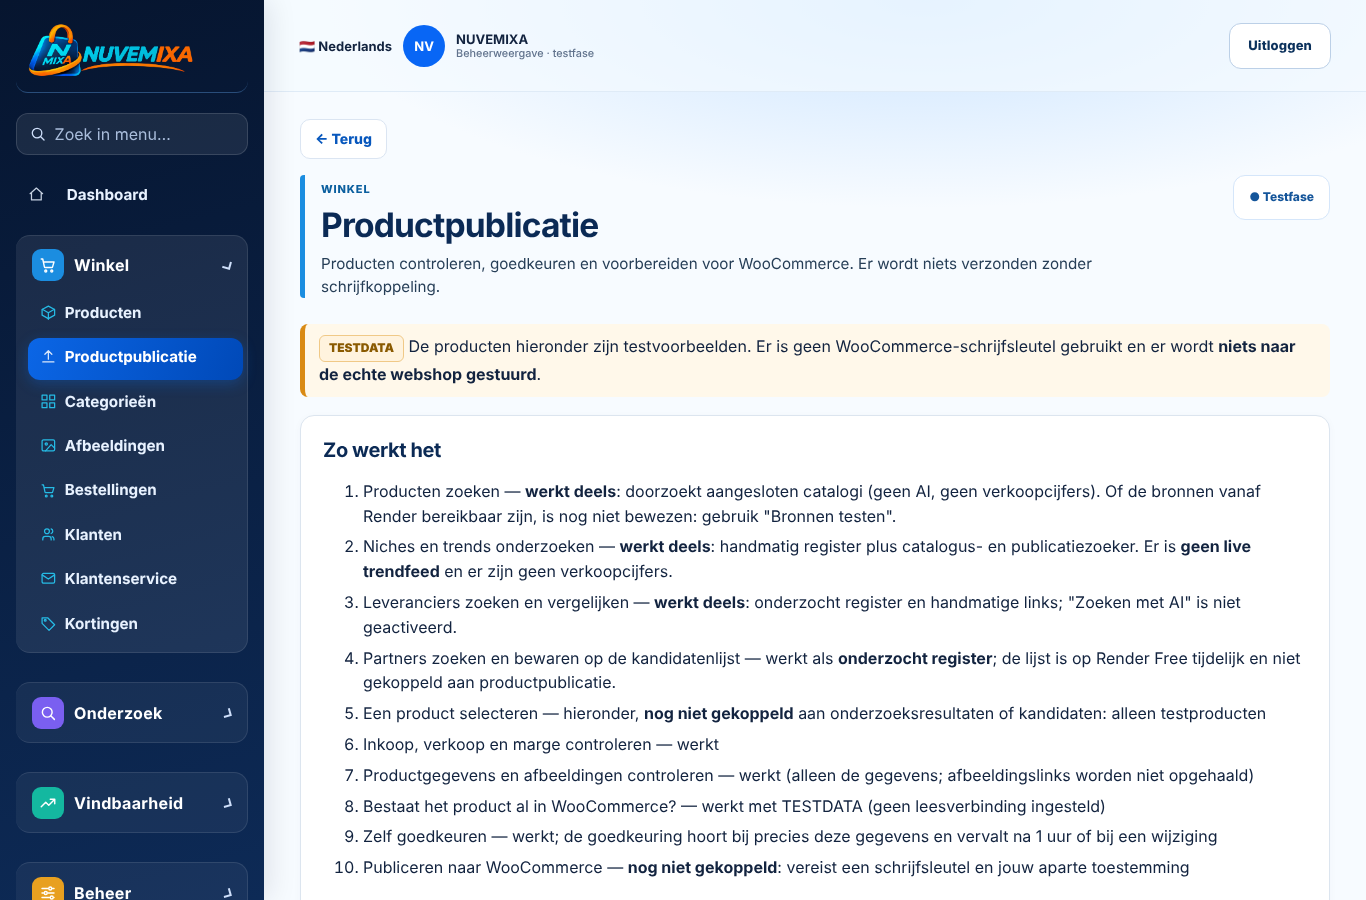 N
MIXA
NUVEMIXA
Zoek in menu...
Dashboard
Winkel
Producten
Productpublicatie
Categorieën
Afbeeldingen
Bestellingen
Klanten
Klantenservice
Kortingen
Onderzoek
Vindbaarheid
Beheer
Nederlands
NV
NUVEMIXA
Beheerweergave · testfase
Uitloggen
← Terug
WINKEL
Productpublicatie
Producten controleren, goedkeuren en voorbereiden voor WooCommerce. Er wordt niets verzonden zonder
schrijfkoppeling.
● Testfase
TESTDATA De producten hieronder zijn testvoorbeelden. Er is geen WooCommerce-schrijfsleutel gebruikt en er wordt niets naar
de echte webshop gestuurd.
Zo werkt het
1. Producten zoeken — werkt deels: doorzoekt aangesloten catalogi (geen AI, geen verkoopcijfers). Of de bronnen vanaf
Render bereikbaar zijn, is nog niet bewezen: gebruik "Bronnen testen".
2. Niches en trends onderzoeken — werkt deels: handmatig register plus catalogus- en publicatiezoeker. Er is geen live
trendfeed en er zijn geen verkoopcijfers.
3. Leveranciers zoeken en vergelijken — werkt deels: onderzocht register en handmatige links; "Zoeken met AI" is niet
geactiveerd.
4. Partners zoeken en bewaren op de kandidatenlijst — werkt als onderzocht register; de lijst is op Render Free tijdelijk en niet
gekoppeld aan productpublicatie.
5. Een product selecteren — hieronder, nog niet gekoppeld aan onderzoeksresultaten of kandidaten: alleen testproducten
6. Inkoop, verkoop en marge controleren — werkt
7. Productgegevens en afbeeldingen controleren — werkt (alleen de gegevens; afbeeldingslinks worden niet opgehaald)
8. Bestaat het product al in WooCommerce? — werkt met TESTDATA (geen leesverbinding ingesteld)
9. Zelf goedkeuren — werkt; de goedkeuring hoort bij precies deze gegevens en vervalt na 1 uur of bij een wijziging
10. Publiceren naar WooCommerce — nog niet gekoppeld: vereist een schrijfsleutel en jouw aparte toestemming